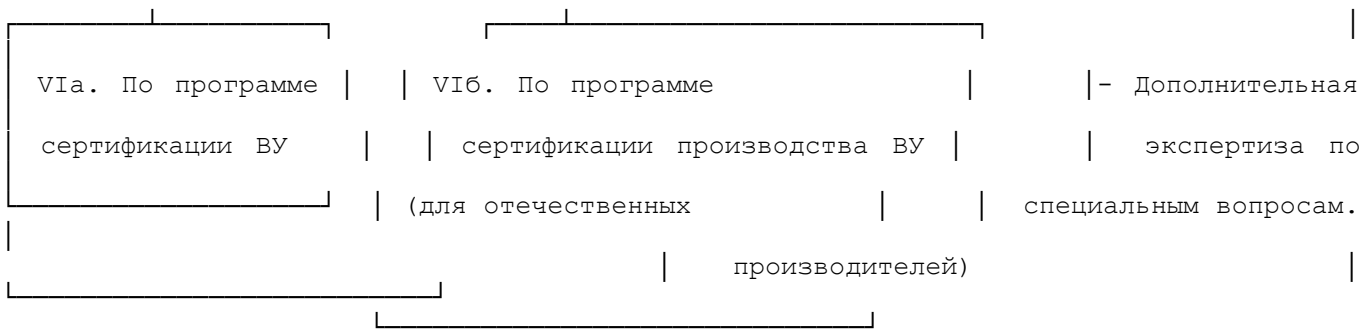 VIа. По программе VIб. По программе - Дополнительная
сертификации ВУ сертификации производства ВУ экспертиза по
(для отечественных специальным вопросам.
производителей)